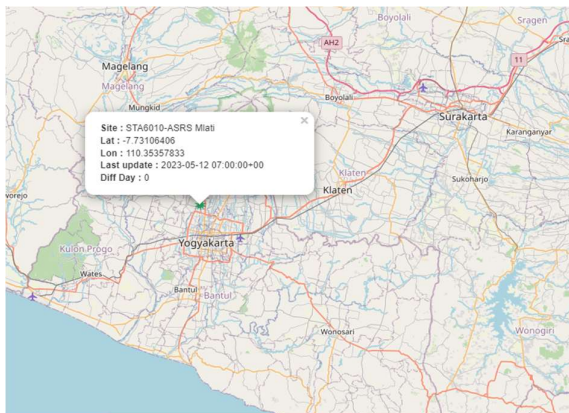 Boyolali
Sragen
AH2
11
Magelang
Magelang
Mungkid
Boyolali
Surakarta
Karanganyar
×
Site : STA6010-ASRS Mlati
Lat : -7.73106406
Lon : 110.35357833
Last update : 2023-05-12 07:00:00+00
Diff Day : 0
Klaten
Klaten
Sukoharjo
Yogyakarta
Kulon Progo
Wates
Bantul
Bantul
Wonosari
Wonogiri